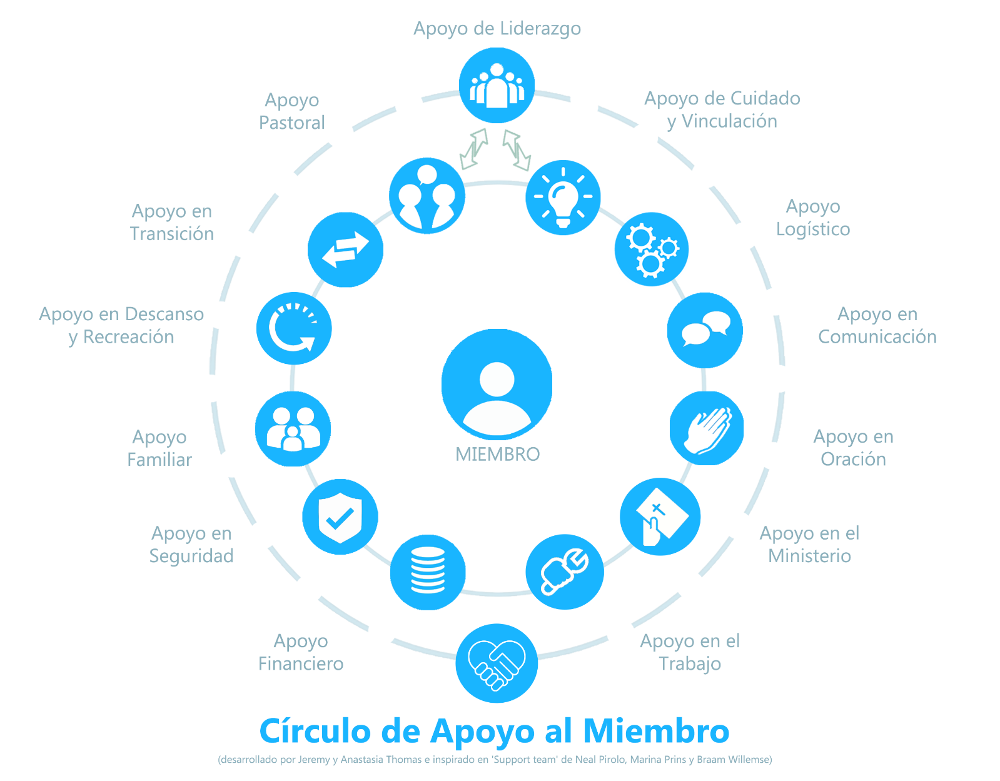 Apoyo de Liderazgo
Apoyo
Pastoral
Apoyo de Cuidado
y Vinculación
Apoyo en
Transición
Apoyo
Logístico
Apoyo en Descanso
y Recreación
Apoyo en
Comunicación
Apoyo
Familiar
MIEMBRO
Apoyo en
Oración
Apoyo en
Seguridad
Apoyo en el
Ministerio
Apoyo
Financiero
Apoyo en el
Trabajo
Círculo de Apoyo al Miembro
(desarrollado por Jeremy y Anastasia Thomas e inspirado en 'Support team' de Neal Pirolo, Marina Prins y Braam Willemse)